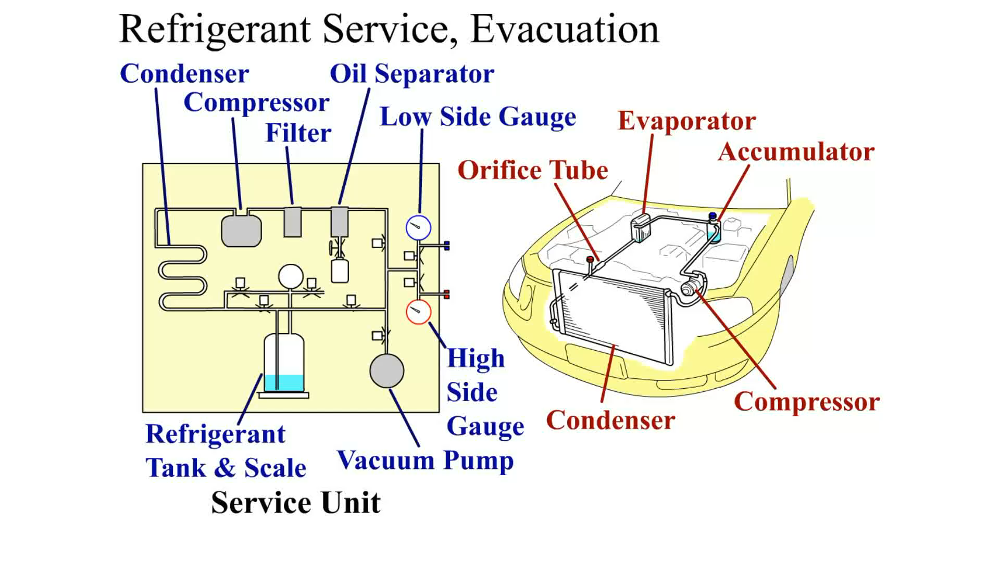 Refrigerant Service, Evacuation
Condenser
Oil Separator
Compressor
Filter
Low Side Gauge
Evaporator
Accumulator
Orifice Tube
High
Side
Gauge
Refrigerant
Tank & Scale
Vacuum Pump
Condenser
Compressor
Service Unit